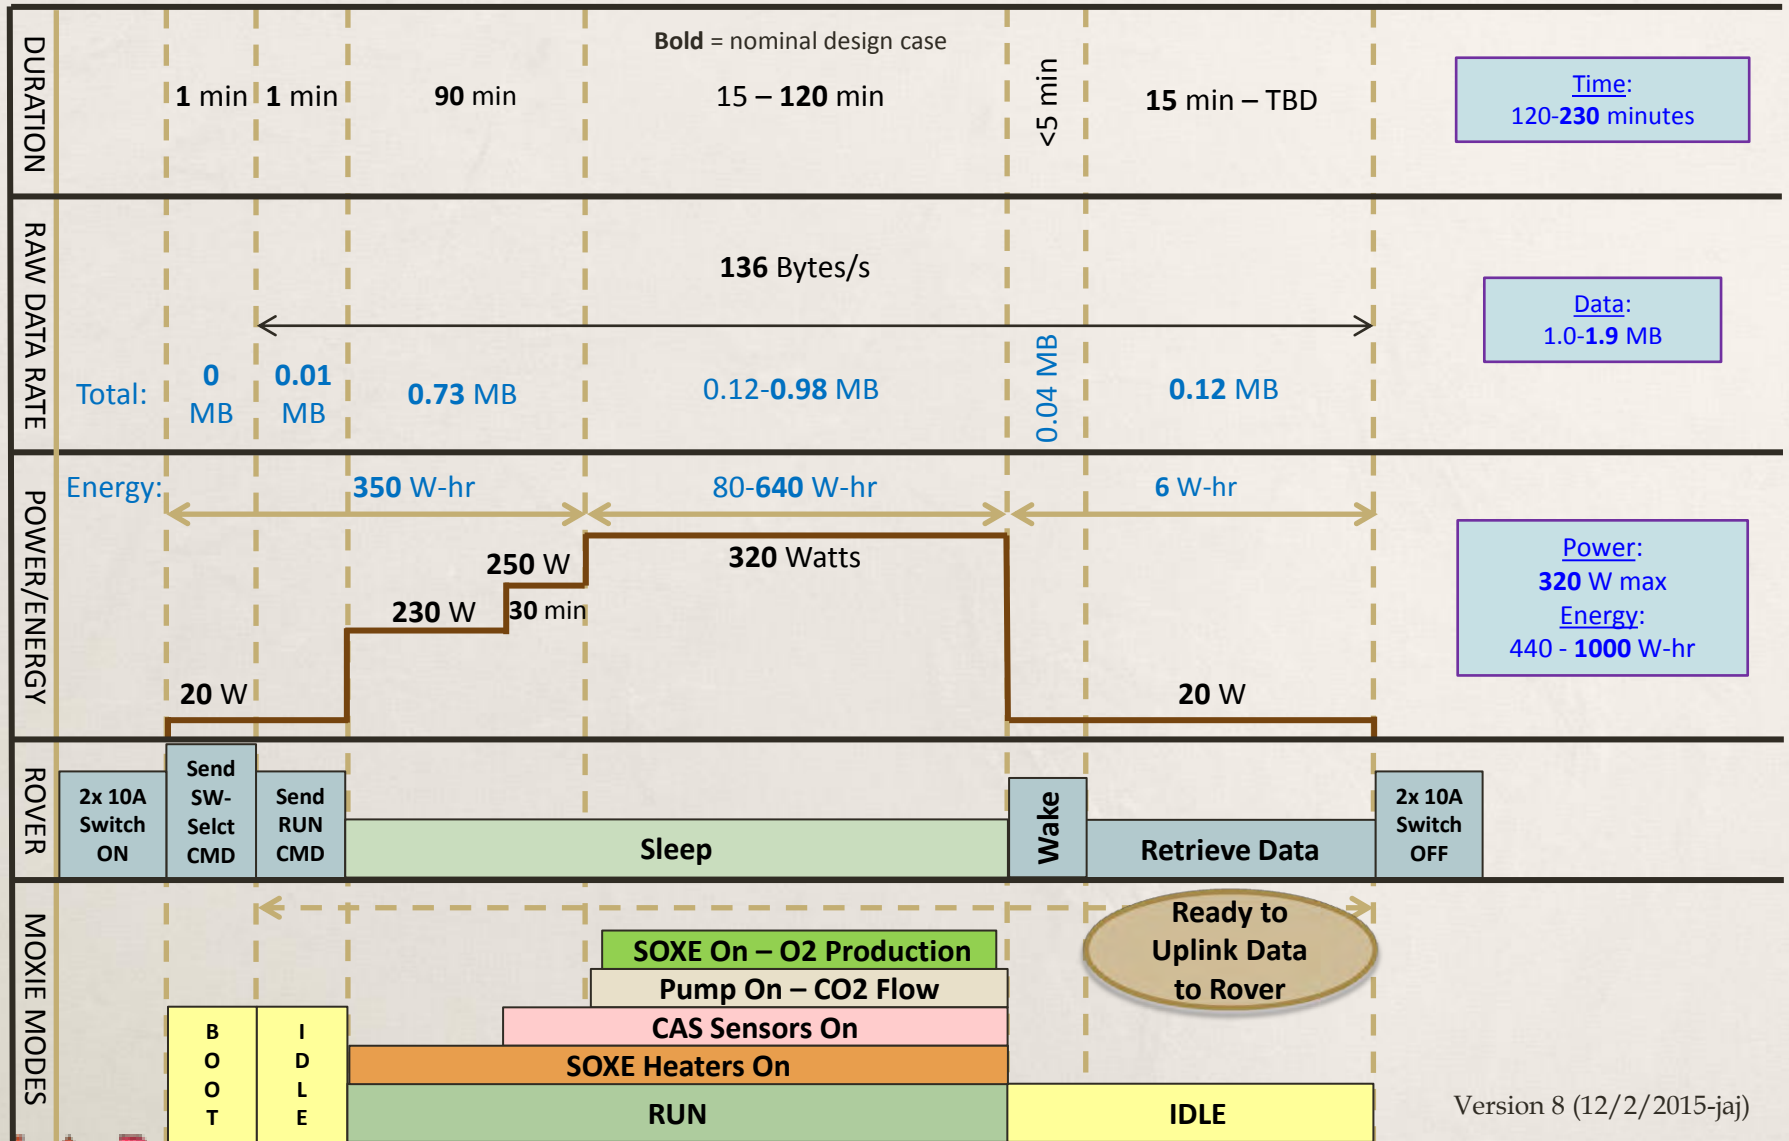 DURATION
Bold = nominal design case
1 min
1 min
90 min
15 – 120 min
<5 min
15 min – TBD
Time:
120-230 minutes
RAW DATA RATE
136 Bytes/s
Total:
0
MB
0.01
MB
0.73 MB
0.12-0.98 MB
0.04 MB
0.12 MB
Data:
1.0-1.9 MB
POWER/ENERGY
Energy:
350 W-hr
80-640 W-hr
6 W-hr
20 W
230 W
250 W
30 min
320 Watts
20 W
Power:
320 W max
Energy:
440 - 1000 W-hr
ROVER
2x 10A
Switch
ON
Send
SW-
Selct
CMD
Send
RUN
CMD
Sleep
Wake
Retrieve Data
2x 10A
Switch
OFF
MOXIE MODES
BOOT
IDLE
SOXE On – O2 Production
Pump On – CO2 Flow
CAS Sensors On
SOXE Heaters On
RUN
Ready to
Uplink Data
to Rover
IDLE
Version 8 (12/2/2015-jaj)